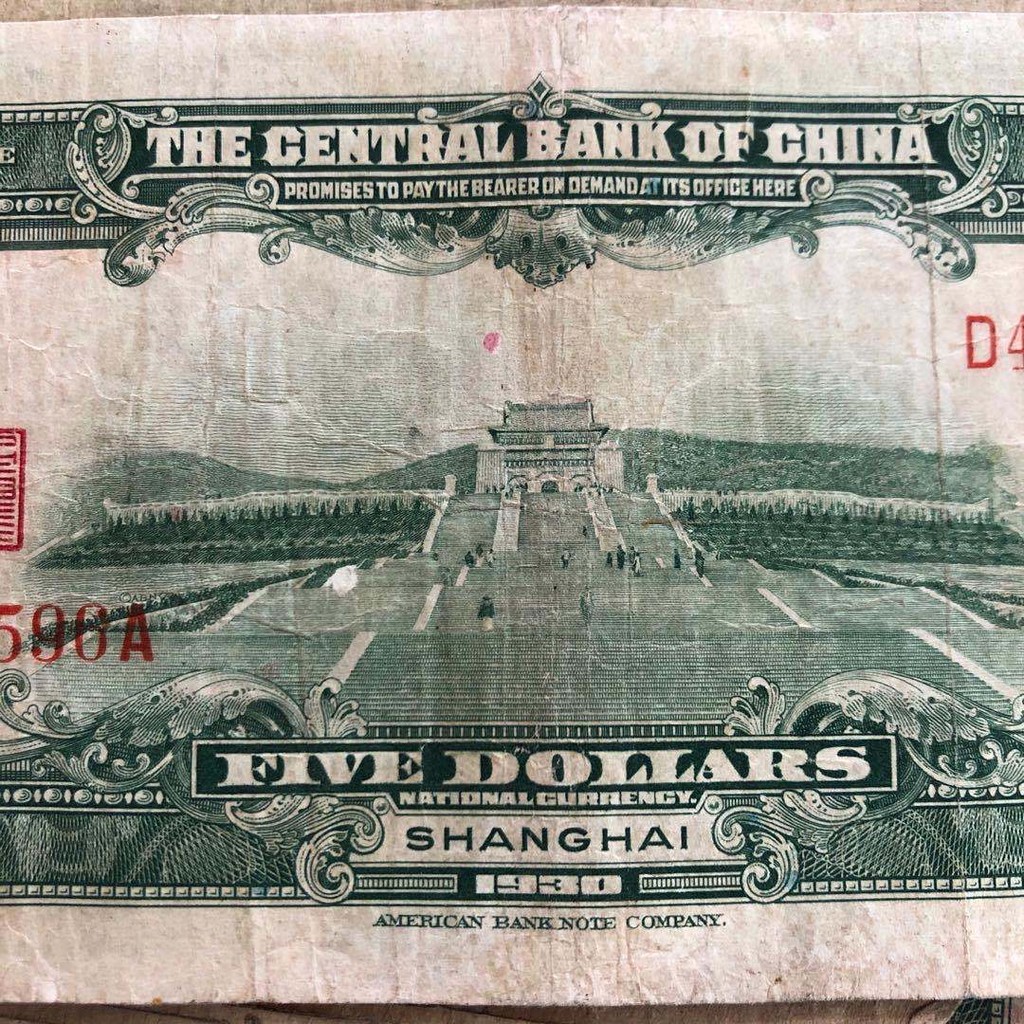 THE CENTRAL BANK OF CHINA
PROMISES TO PAY THE BEARER ON DEMAND AT ITS OFFICE HERE
D4
590A
FIVE DOLLARS
NATIONAL CURRENCY
SHANGHAI
1930
AMERICAN BANK NOTE COMPANY.